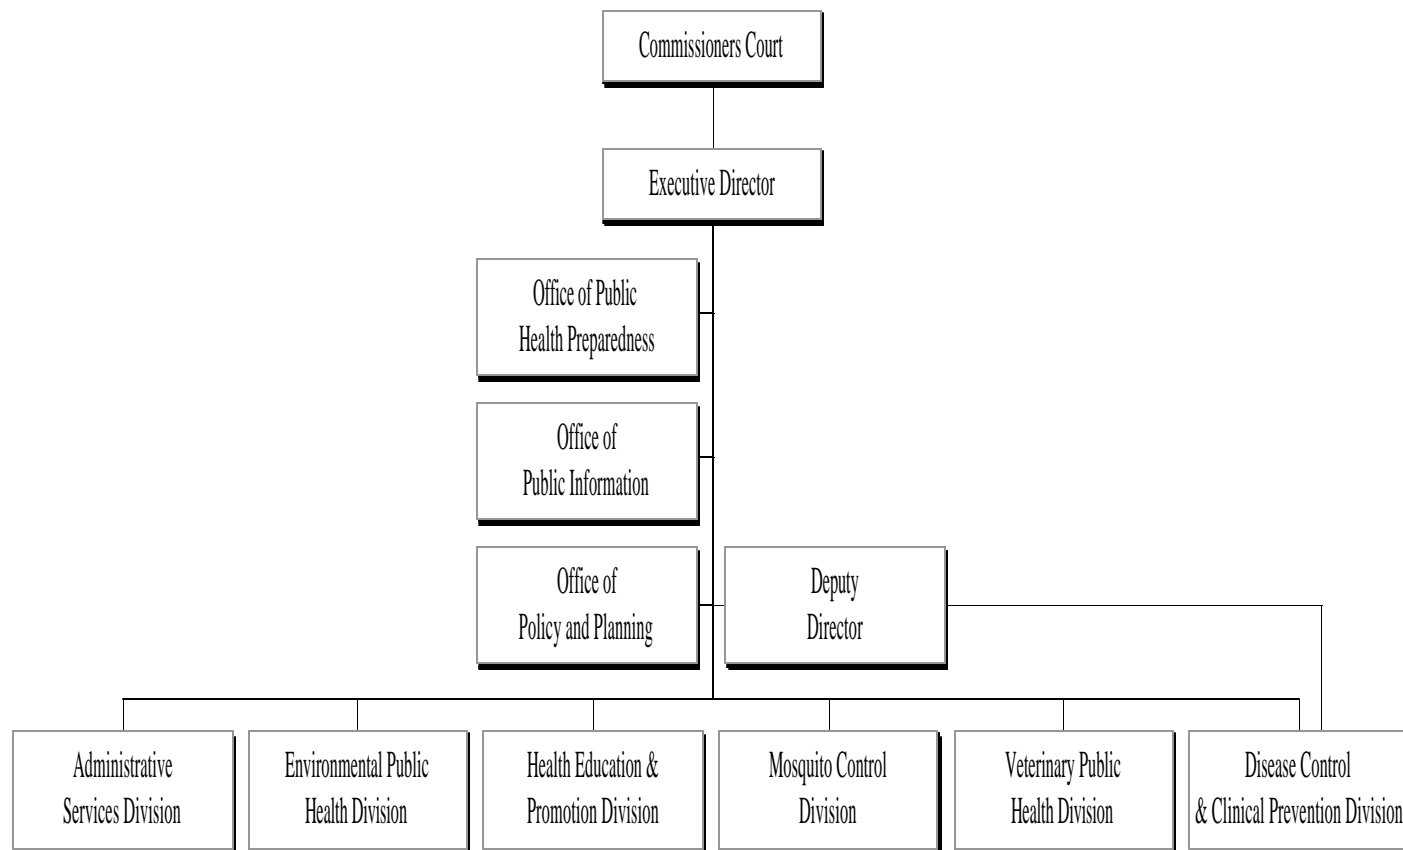 Commissioners Court
Executive Director
Office of Public
Health Preparedness
Office of
Public Information
Office of
Policy and Planning
Deputy
Director
Administrative
Services Division
Environmental Public
Health Division
Health Education &
Promotion Division
Mosquito Control
Division
Veterinary Public
Health Division
Disease Control
& Clinical Prevention Division